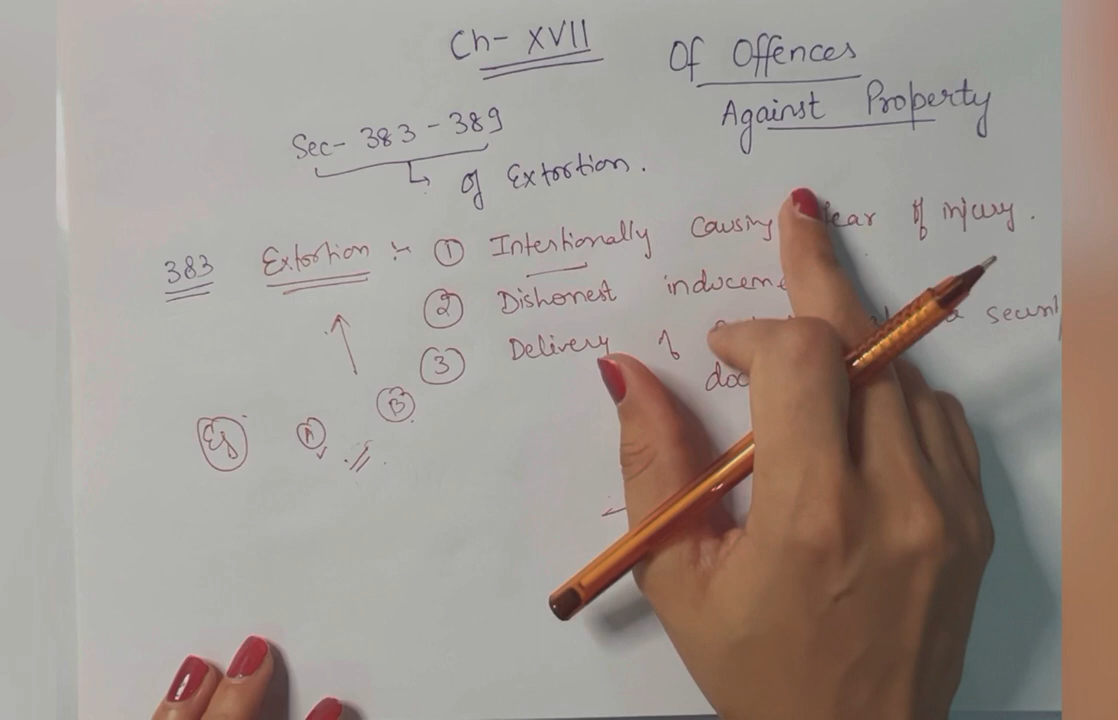 Ch- XVII
Of Offences
Against Property
Sec- 383 - 389
↳ of Extortion.
383 Extortion :- ① Intentionally causing fear of injury.
② Dishonest
③ Delivery of
Eg A B